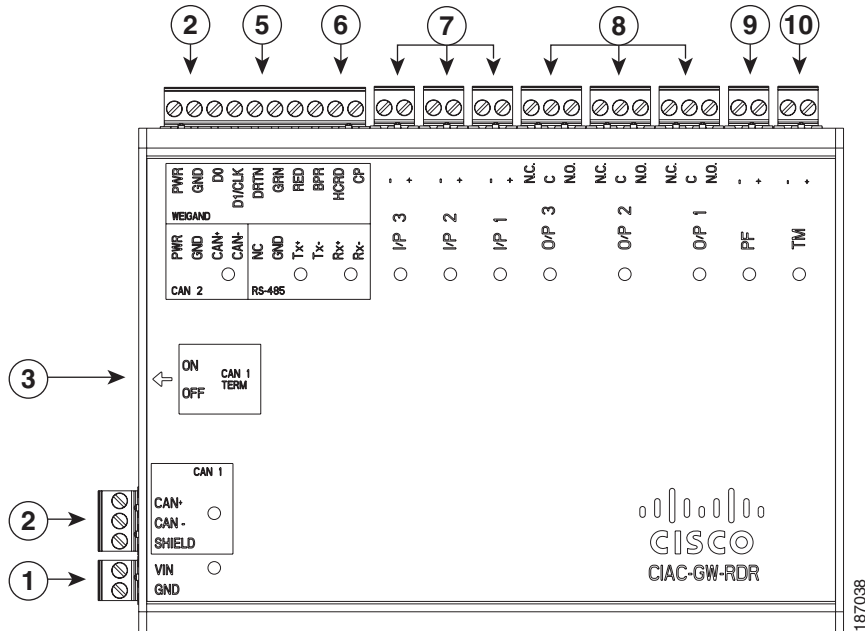 2 5 6 7 8 9 10
PWR GND D0 D1/CLK DRTN GRN RED BPR HCRD CP
WEIGAND
PWR GND CAN+ CAN- NC GND Tx+ Tx- Rx+ Rx-
CAN 2 RS-485
- + - + - + N.C. C N.O. N.C. C N.O. N.C. C N.O. - + - +
I/P 3 I/P 2 I/P 1 O/P 3 O/P 2 O/P 1 PF TM
3
ON
OFF
CAN 1
TERM
CAN 1
2
CAN+
CAN -
SHIELD
1
VIN
GND
CISCO
CIAC-GW-RDR
187038